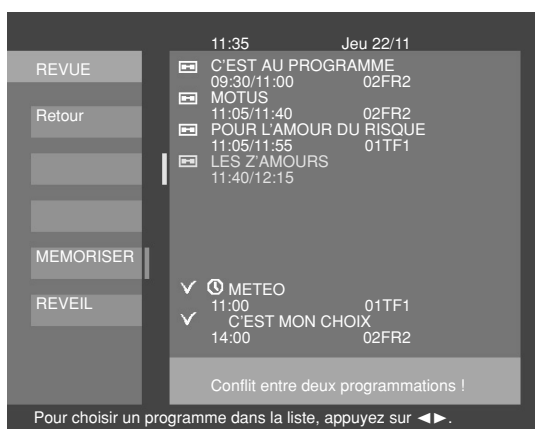 11:35 Jeu 22/11
REVUE
Retour
MEMORISER
REVEIL
C'EST AU PROGRAMME
09:30/11:00 02FR2
MOTUS
11:05/11:40 02FR2
POUR L'AMOUR DU RISQUE
11:05/11:55 01TF1
LES Z'AMOURS
11:40/12:15
METEO
11:00 01TF1
C'EST MON CHOIX
14:00 02FR2
Conflit entre deux programmations !
Pour choisir un programme dans la liste, appuyez sur ◄►.